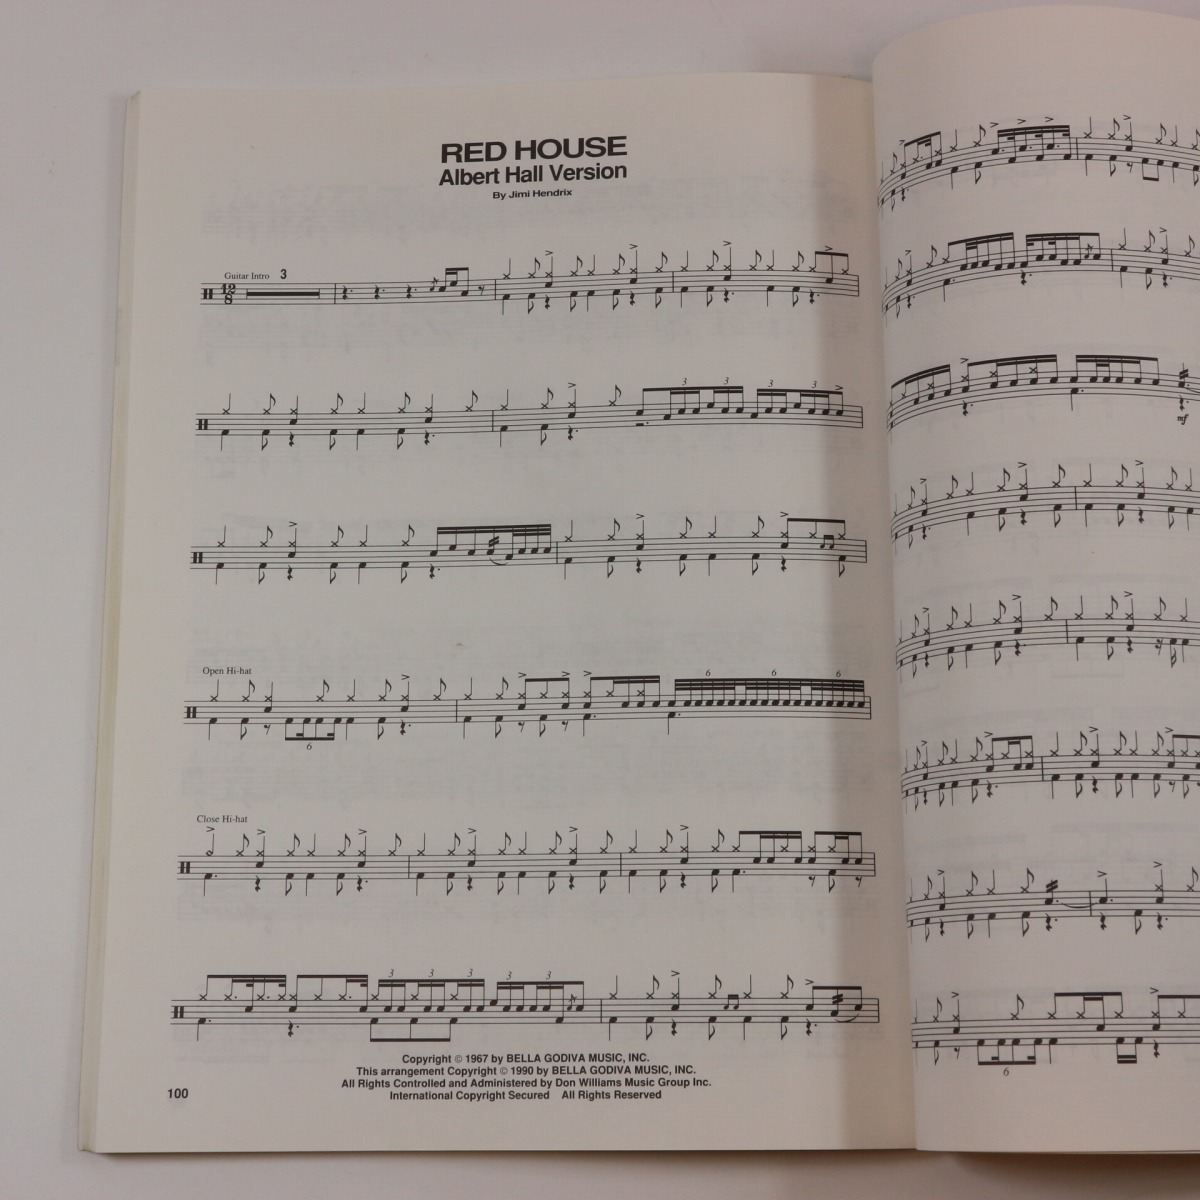 RED HOUSE
Albert Hall Version
By Jimi Hendrix
Guitar Intro 3
12
8
3 3 3 3
Open Hi-hat
6 6 6
6
Close Hi-hat
3 3 3 3 3
Copyright © 1967 by BELLA GODIVA MUSIC, INC.
This arrangement Copyright © 1990 by BELLA GODIVA MUSIC, INC.
All Rights Controlled and Administered by Don Williams Music Group Inc.
International Copyright Secured All Rights Reserved
100
mf
6